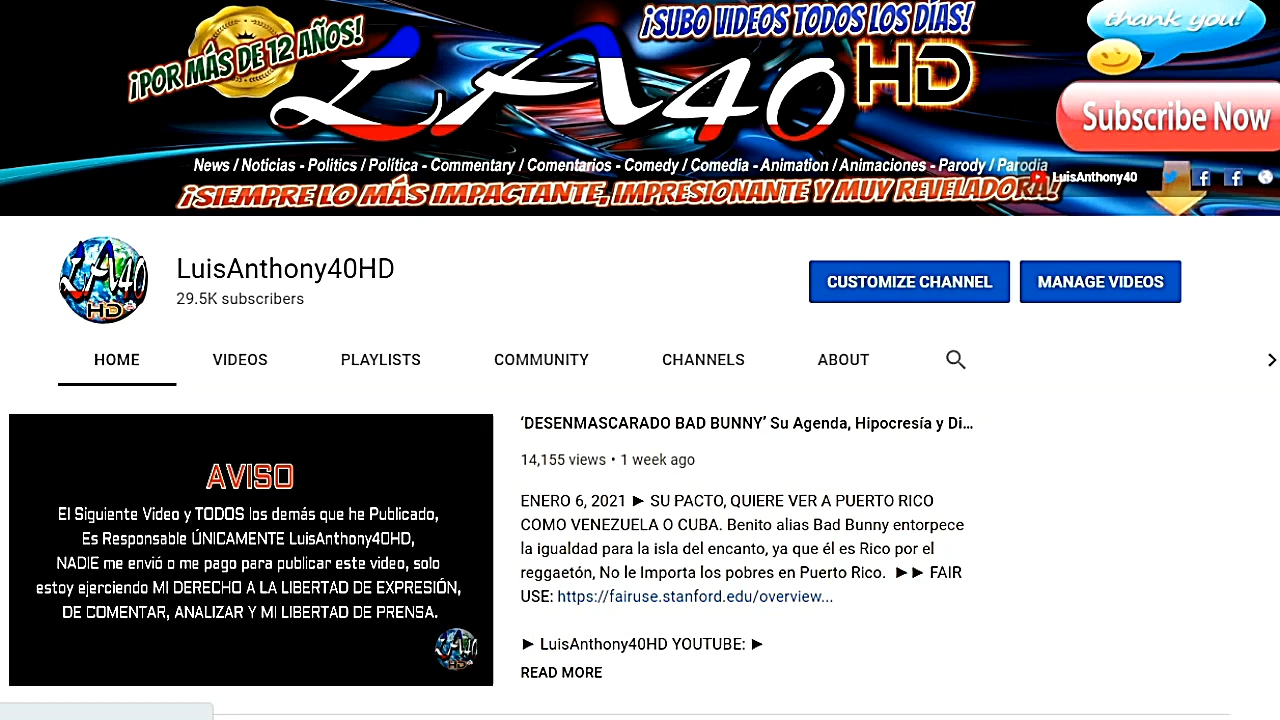 ¡POR MÁS DE 12 AÑOS!
¡SUBO VIDEOS TODOS LOS DÍAS!
thank you!
LA40 HD
Subscribe Now
News / Noticias - Politics / Política - Commentary / Comentarios - Comedy / Comedia - Animation / Animaciones - Parody / Parodia
LuisAnthony40
¡SIEMPRE LO MÁS IMPACTANTE, IMPRESIONANTE Y MUY REVELADORA!
LA40
HD
LuisAnthony40HD
29.5K subscribers
CUSTOMIZE CHANNEL
MANAGE VIDEOS
HOME VIDEOS PLAYLISTS COMMUNITY CHANNELS ABOUT
AVISO
El Siguiente Video y TODOS los demás que he Publicado,
Es Responsable ÚNICAMENTE LuisAnthony40HD,
NADIE me envió o me pago para publicar este video, solo
estoy ejerciendo MI DERECHO A LA LIBERTAD DE EXPRESIÓN,
DE COMENTAR, ANALIZAR Y MI LIBERTAD DE PRENSA.
LA40
HD
‘DESENMASCARADO BAD BUNNY’ Su Agenda, Hipocresía y Di...
14,155 views • 1 week ago
ENERO 6, 2021 ► SU PACTO, QUIERE VER A PUERTO RICO
COMO VENEZUELA O CUBA. Benito alias Bad Bunny entorpece
la igualdad para la isla del encanto, ya que él es Rico por el
reggaetón, No le Importa los pobres en Puerto Rico. ►► FAIR
USE: https://fairuse.stanford.edu/overview...
► LuisAnthony40HD YOUTUBE: ►
READ MORE